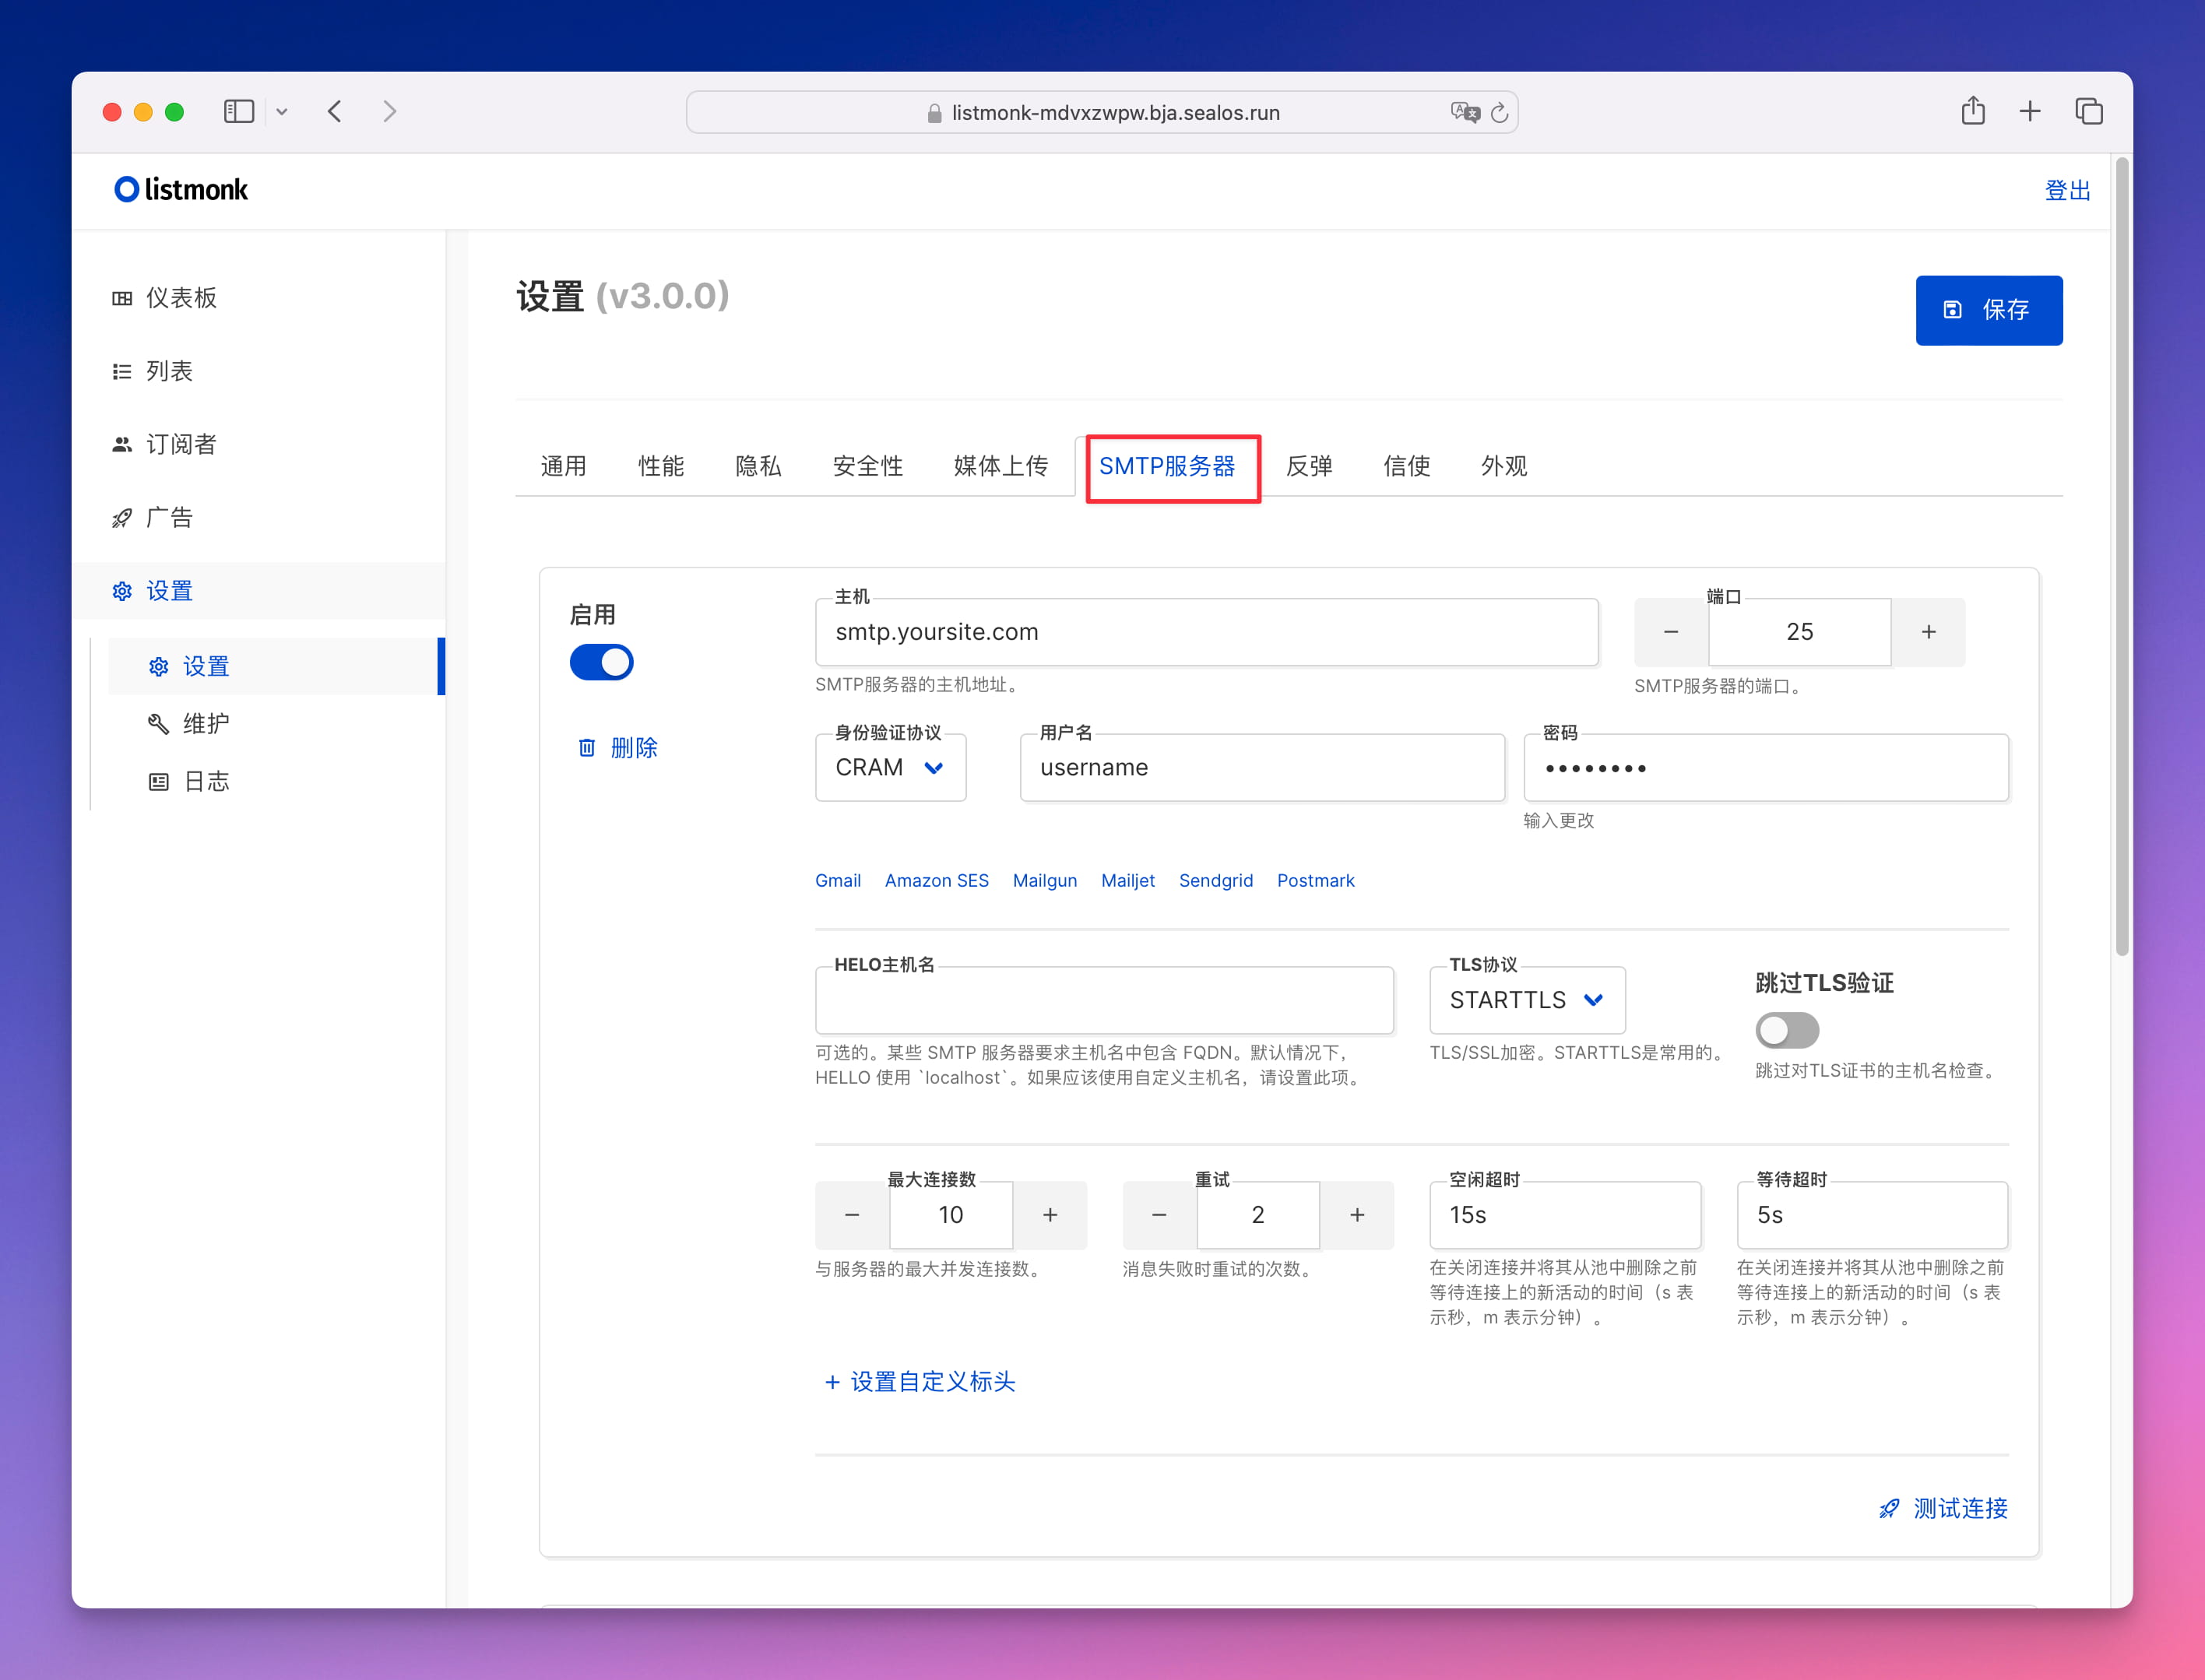 listmonk-mdvxzwpw.bja.sealos.run
listmonk
登出
仪表板
列表
订阅者
广告
设置
设置
维护
日志
设置 (v3.0.0)
保存
通用 性能 隐私 安全性 媒体上传 SMTP服务器 反弹 信使 外观
启用
删除
主机
smtp.yoursite.com
SMTP服务器的主机地址。
端口
− 25 +
SMTP服务器的端口。
身份验证协议
CRAM
用户名
username
密码
••••••••
输入更改
Gmail Amazon SES Mailgun Mailjet Sendgrid Postmark
HELO主机名
可选的。某些 SMTP 服务器要求主机名中包含 FQDN。默认情况下，
HELLO 使用 `localhost`。如果应该使用自定义主机名，请设置此项。
TLS协议
STARTTLS
TLS/SSL加密。STARTTLS是常用的。
跳过TLS验证
跳过对TLS证书的主机名检查。
最大连接数
− 10 +
与服务器的最大并发连接数。
重试
− 2 +
消息失败时重试的次数。
空闲超时
15s
在关闭连接并将其从池中删除之前
等待连接上的新活动的时间（s 表
示秒，m 表示分钟）。
等待超时
5s
在关闭连接并将其从池中删除之前
等待连接上的新活动的时间（s 表
示秒，m 表示分钟）。
+ 设置自定义标头
测试连接